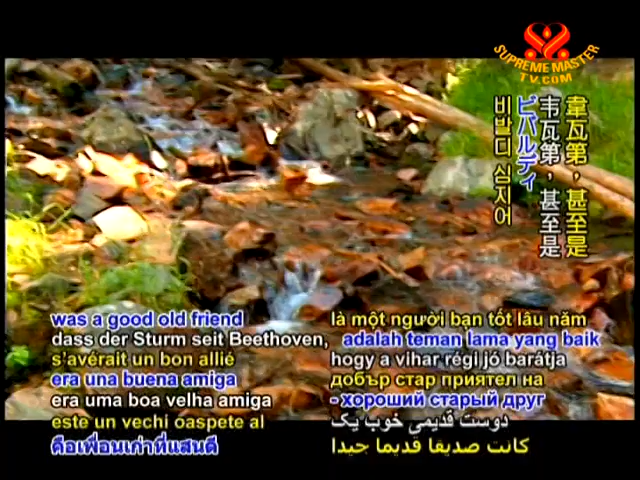 SUPREME MASTER
TV.COM
韋瓦第，甚至是
韦瓦第，甚至是
ビバルディ
비발디 심지어
was a good old friend
dass der Sturm seit Beethoven,
s'avérait un bon allié
era una buena amiga
era uma boa velha amiga
este un vechi oaspete al
คือเพื่อนเก่าที่แสนดี
là một người bạn tốt lâu năm
adalah teman lama yang baik
hogy a vihar régi jó barátja
добър стар приятел на
- хороший старый друг
دوست قدیمی خوب یک
كانت صديقا قديما جيدا